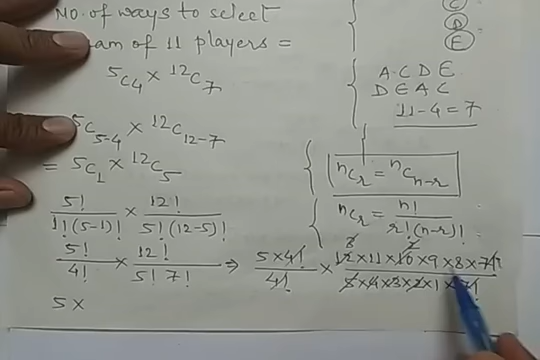 No. of ways to select
am of 11 players =
⁵C₄ × ¹²C₇
⁵C₅₋₄ × ¹²C₁₂₋₇
= ⁵C₁ × ¹²C₅
5!/1!(5-1)! × 12!/5!(12-5)!
5!/4! × 12!/5! 7! ⇒ 5×4!/4! × 12×11×10×9×8×7!/5×4×3×2×1×7!
5×
C
D
E
A C D E
D E A C
11-4=7
ⁿCᵣ = ⁿCₙ₋ᵣ
ⁿCᵣ = n!/r!(n-r)!